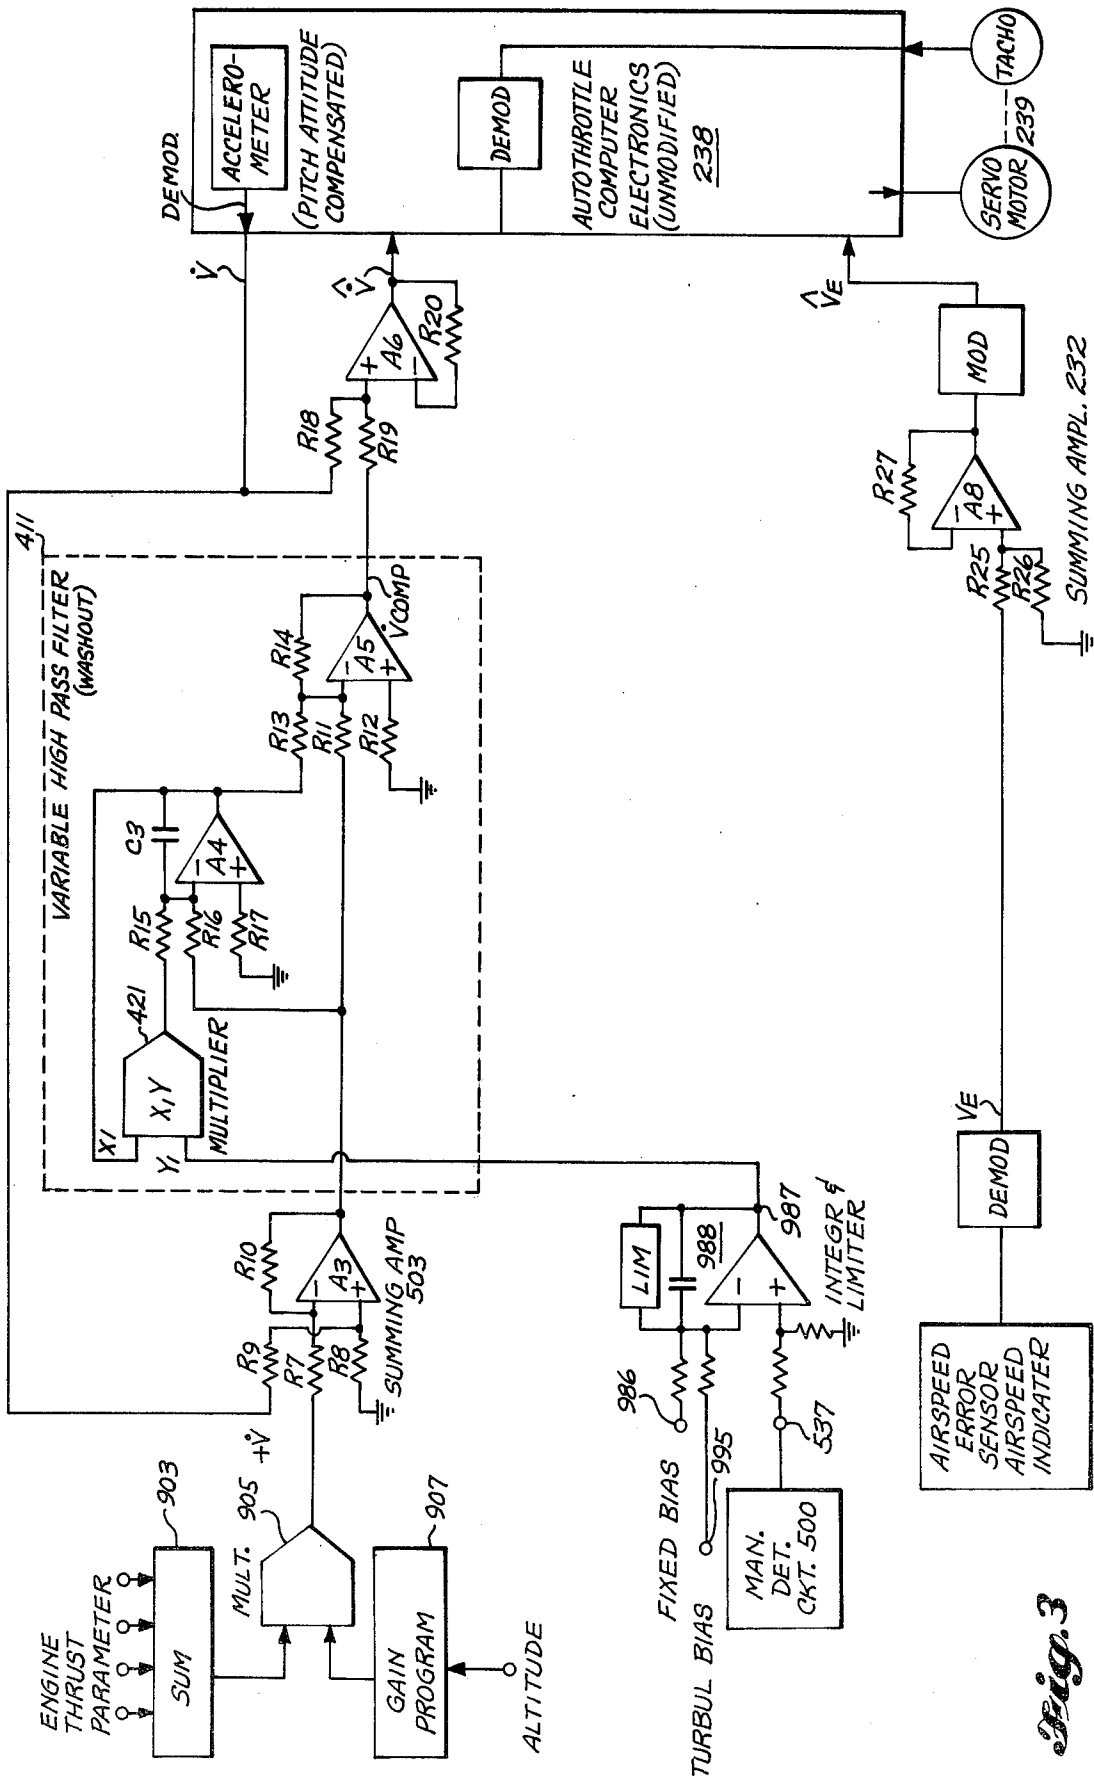 ENGINE
THRUST
PARAMETER
SUM
903
MULT. 905
+V̇
GAIN
PROGRAM
907
ALTITUDE
R9
R7
R8
R10
A3
−
+
SUMMING AMP
503
411
VARIABLE HIGH PASS FILTER
(WASHOUT)
X1
Y1
X,Y
421
MULTIPLIER
R15
R16
R17
C3
A4
−
+
R13
R11
R12
R14
A5
−
+
V̇COMP
R18
R19
A6
+
−
R20
V̇
V̂̇
DEMOD.
ACCELERO-
METER
(PITCH ATTITUDE
COMPENSATED)
DEMOD
AUTOTHROTTLE
COMPUTER
ELECTRONICS
(UNMODIFIED)
238
TACHO
239
SERVO
MOTOR
FIXED BIAS
986
TURBUL BIAS
995
MAN.
DET.
CKT. 500
537
LIM
988
−
+
987
INTEGR &
LIMITER
AIRSPEED
ERROR
SENSOR
AIRSPEED
INDICATER
DEMOD
VE
R25
R26
R27
A8
−
+
MOD
V̂E
SUMMING AMPL. 232
Fig. 3